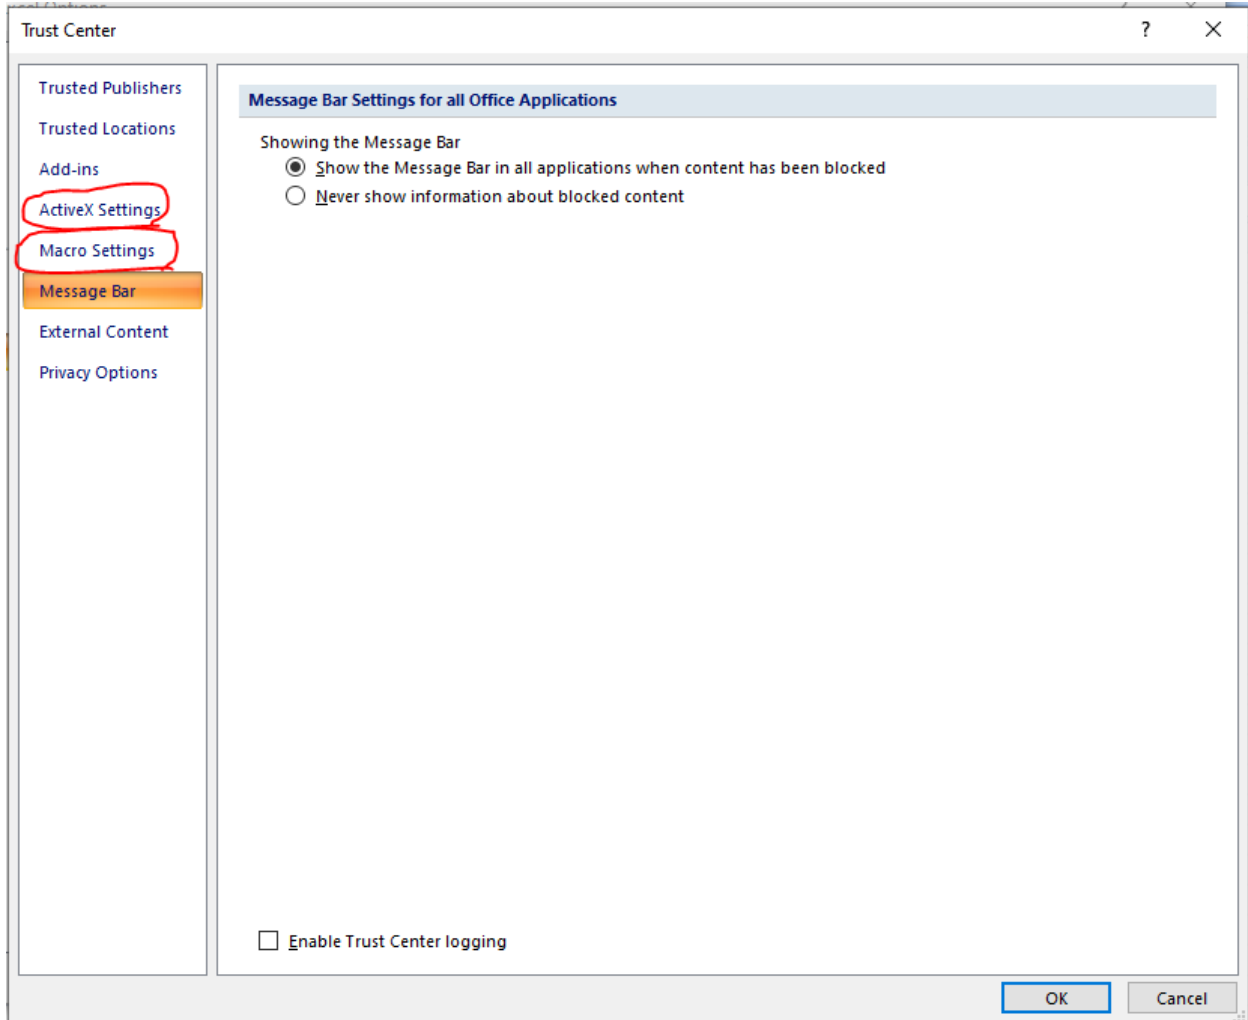 Trust Center
?
Trusted Publishers
Trusted Locations
Add-ins
ActiveX Settings
Macro Settings
Message Bar
External Content
Privacy Options
Message Bar Settings for all Office Applications
Showing the Message Bar
Show the Message Bar in all applications when content has been blocked
Never show information about blocked content
Enable Trust Center logging
OK
Cancel